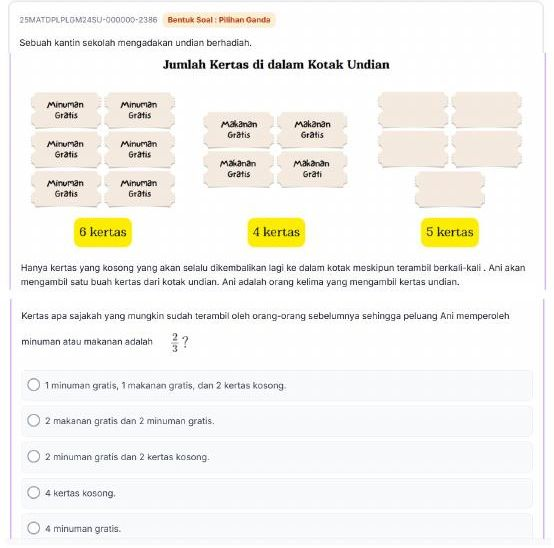 25MATDPLPLGM24SU-000000-2386 Bentuk Soal : Pilihan Ganda
Sebuah kantin sekolah mengadakan undian berhadiah.
Jumlah Kertas di dalam Kotak Undian
Minuman Gratis Minuman Gratis
Minuman Gratis Minuman Gratis
Minuman Gratis Minuman Gratis
6 kertas
Makanan Gratis Makanan Gratis
Makanan Gratis Makanan Grati
4 kertas
5 kertas
Hanya kertas yang kosong yang akan selalu dikembalikan lagi ke dalam kotak meskipun terambil berkali-kali . Ani akan
mengambil satu buah kertas dari kotak undian. Ani adalah orang kelima yang mengambil kertas undian.
Kertas apa sajakah yang mungkin sudah terambil oleh orang-orang sebelumnya sehingga peluang Ani memperoleh
minuman atau makanan adalah 2/3 ?
1 minuman gratis, 1 makanan gratis, dan 2 kertas kosong.
2 makanan gratis dan 2 minuman gratis.
2 minuman gratis dan 2 kertas kosong.
4 kertas kosong.
4 minuman gratis.